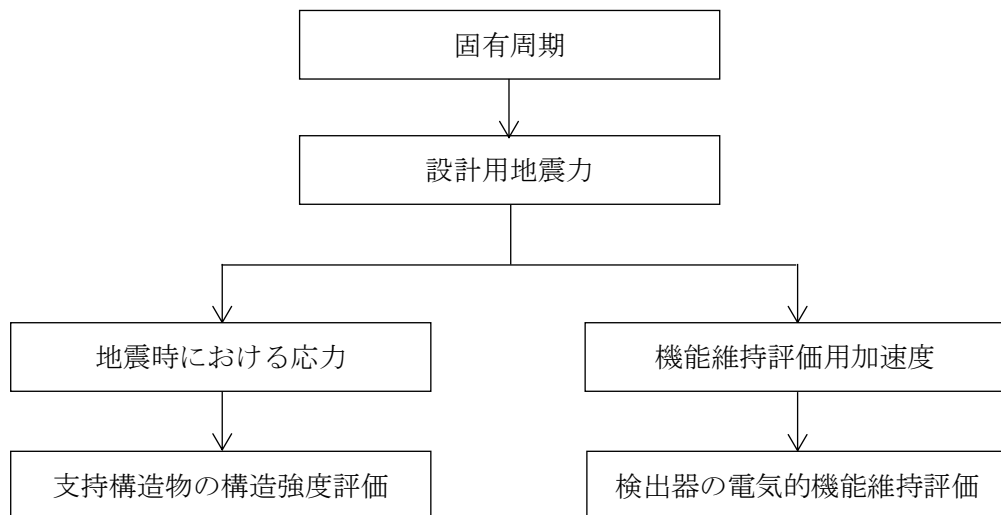 固有周期
設計用地震力
地震時における応力
機能維持評価用加速度
支持構造物の構造強度評価
検出器の電気的機能維持評価